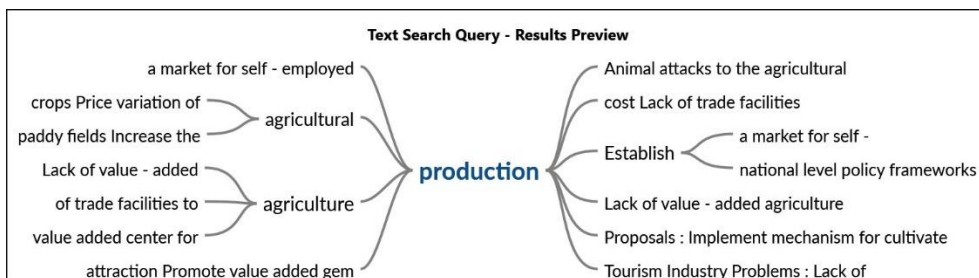 Text Search Query - Results Preview
a market for self - employed
crops Price variation of
paddy fields Increase the
agricultural
Lack of value - added
of trade facilities to
value added center for
agriculture
attraction Promote value added gem
production
Animal attacks to the agricultural
cost Lack of trade facilities
Establish
a market for self -
national level policy frameworks
Lack of value - added agriculture
Proposals : Implement mechanism for cultivate
Tourism Industry Problems : Lack of